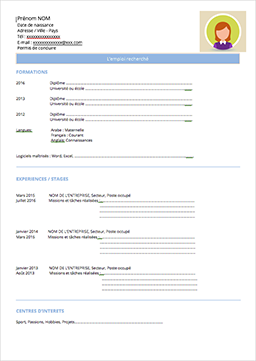 Prénom NOM
Date de naissance
Adresse / Ville - Pays
Tél : xxxxxxxxxxxxxx
E.mail : xxxxxxxxxxxxx@xxx.com
Permis de conduire
L'emploi recherché
FORMATIONS
2016 Diplôme
Université ou école
2013 Diplôme
Université ou école
2012 Diplôme
Université ou école
Langues Arabe : Maternelle
Français : Courant
Anglais: Connaissances
Logiciels maîtrisés : Word, Excel,
EXPERIENCES / STAGES
Mars 2015 NOM DE L'ENTREPRISE, Secteur, Poste occupé
Juillet 2016 Missions et tâches réalisées
Janvier 2014 NOM DE L'ENTREPRISE, Secteur, Poste occupé
Mars 2016 Missions et tâches réalisées
Janvier 2013 NOM DE L'ENTREPRISE, Secteur, Poste occupé
Août 2013 Missions et tâches réalisées
CENTRES D'INTERETS
Sport, Passions, Hobbies, Projets